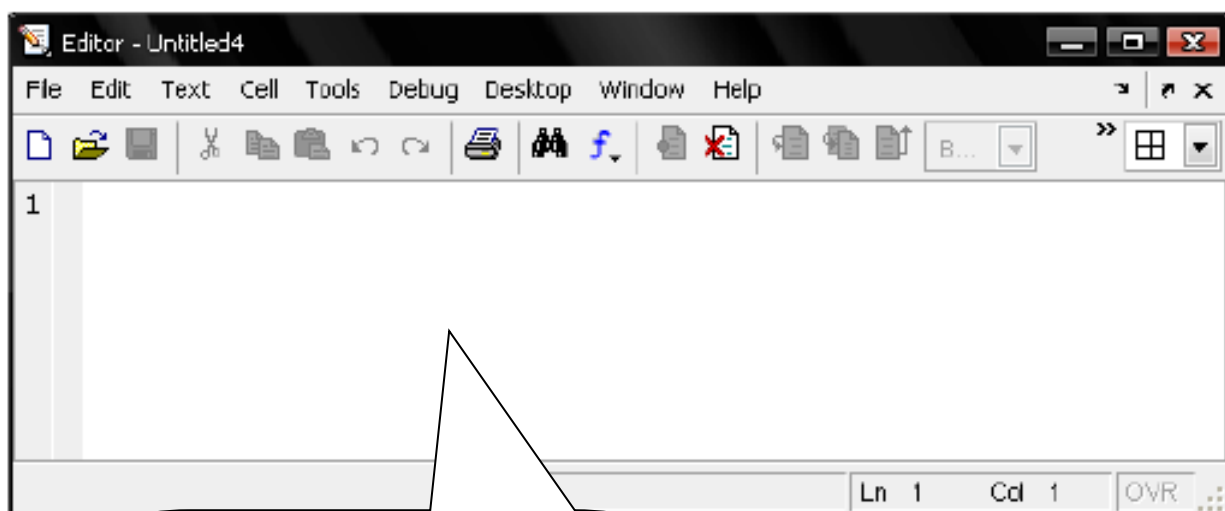 Editor - Untitled4
File Edit Text Cell Tools Debug Desktop Window Help
B...
1
Ln 1 Col 1 OVR